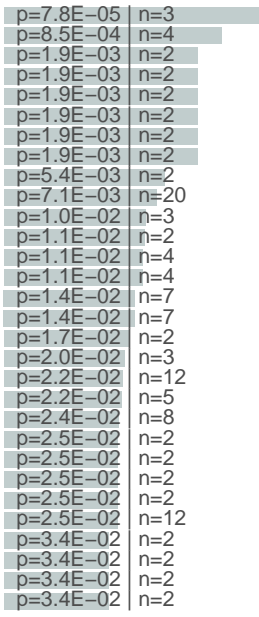 p=7.8E−05 | n=3
p=8.5E−04 | n=4
p=1.9E−03 | n=2
p=1.9E−03 | n=2
p=1.9E−03 | n=2
p=1.9E−03 | n=2
p=1.9E−03 | n=2
p=1.9E−03 | n=2
p=5.4E−03 | n=2
p=7.1E−03 | n=20
p=1.0E−02 | n=3
p=1.1E−02 | n=2
p=1.1E−02 | n=4
p=1.1E−02 | n=4
p=1.4E−02 | n=7
p=1.4E−02 | n=7
p=1.7E−02 | n=2
p=2.0E−02 | n=3
p=2.2E−02 | n=12
p=2.2E−02 | n=5
p=2.4E−02 | n=8
p=2.5E−02 | n=2
p=2.5E−02 | n=2
p=2.5E−02 | n=2
p=2.5E−02 | n=2
p=2.5E−02 | n=12
p=3.4E−02 | n=2
p=3.4E−02 | n=2
p=3.4E−02 | n=2
p=3.4E−02 | n=2